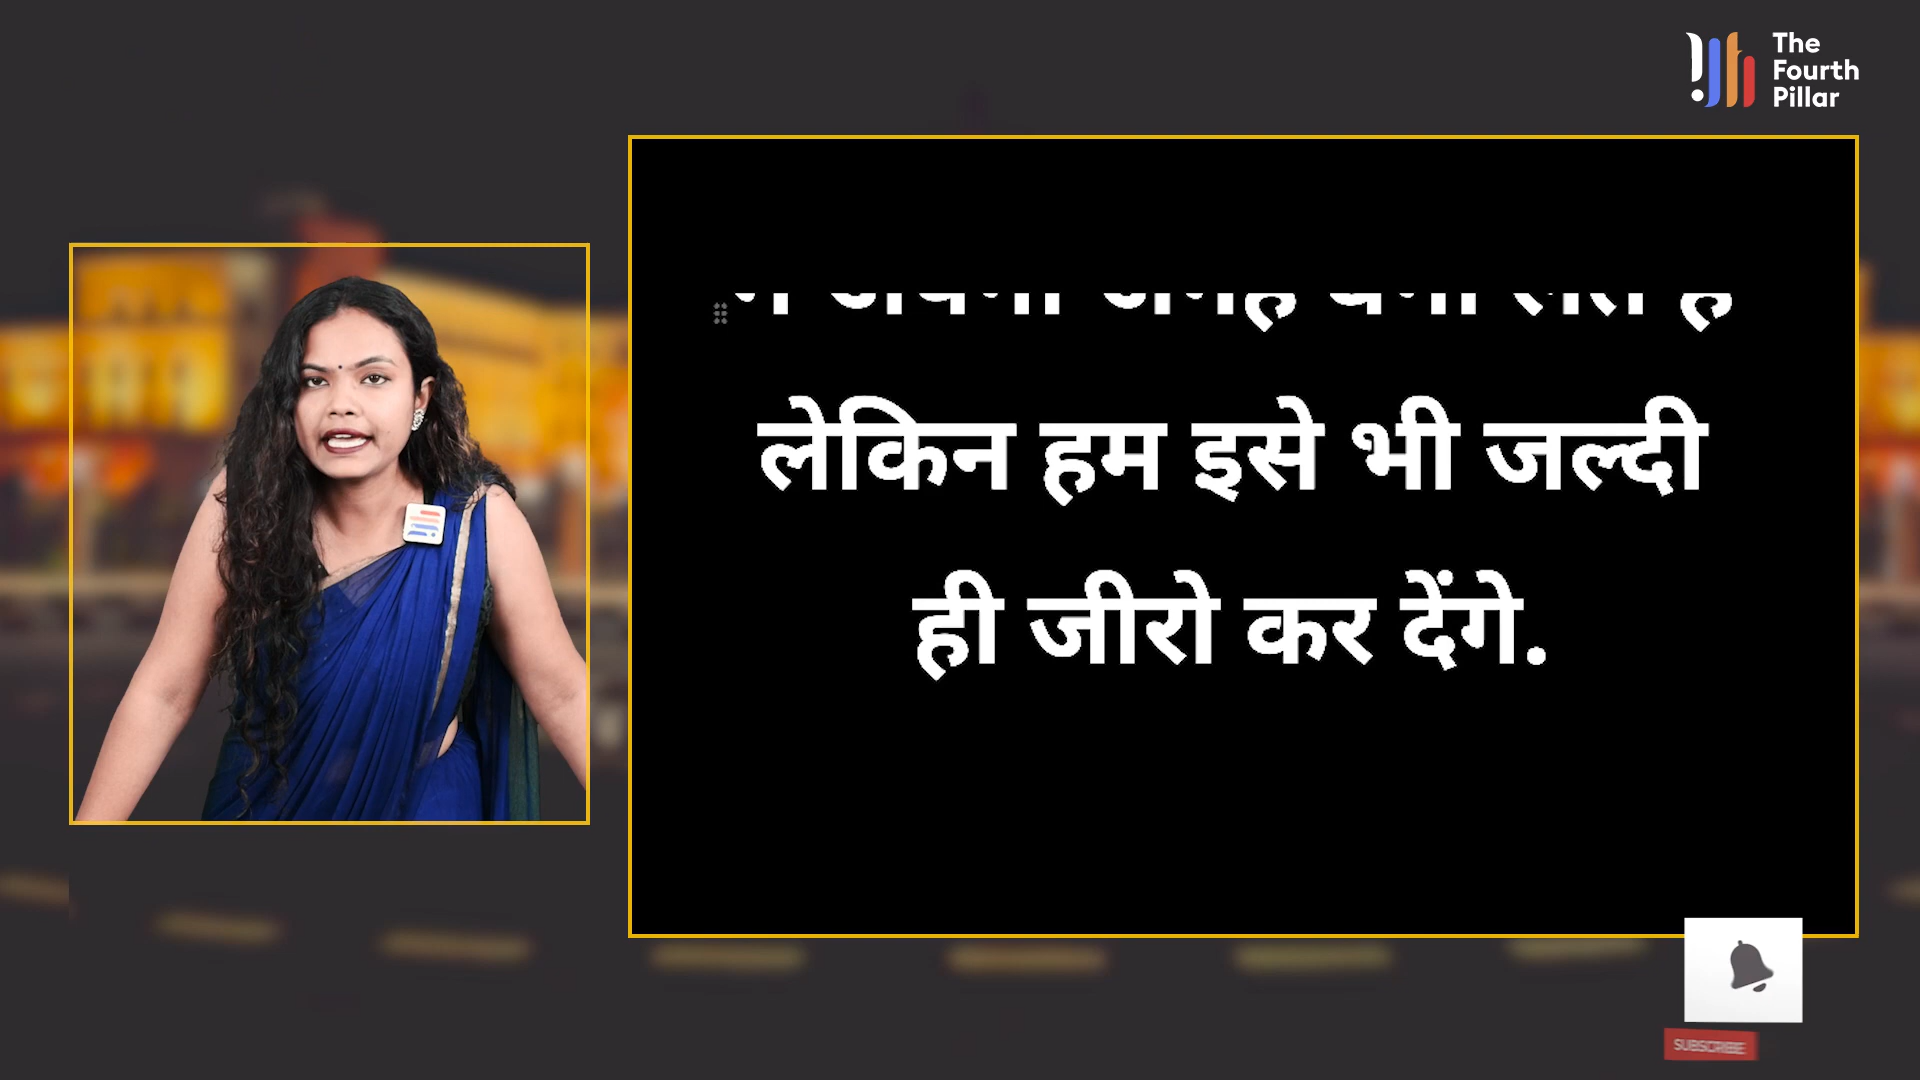 The
Fourth
Pillar
लेकिन हम इसे भी जल्दी
ही जीरो कर देंगे.
SUBSCRIBE